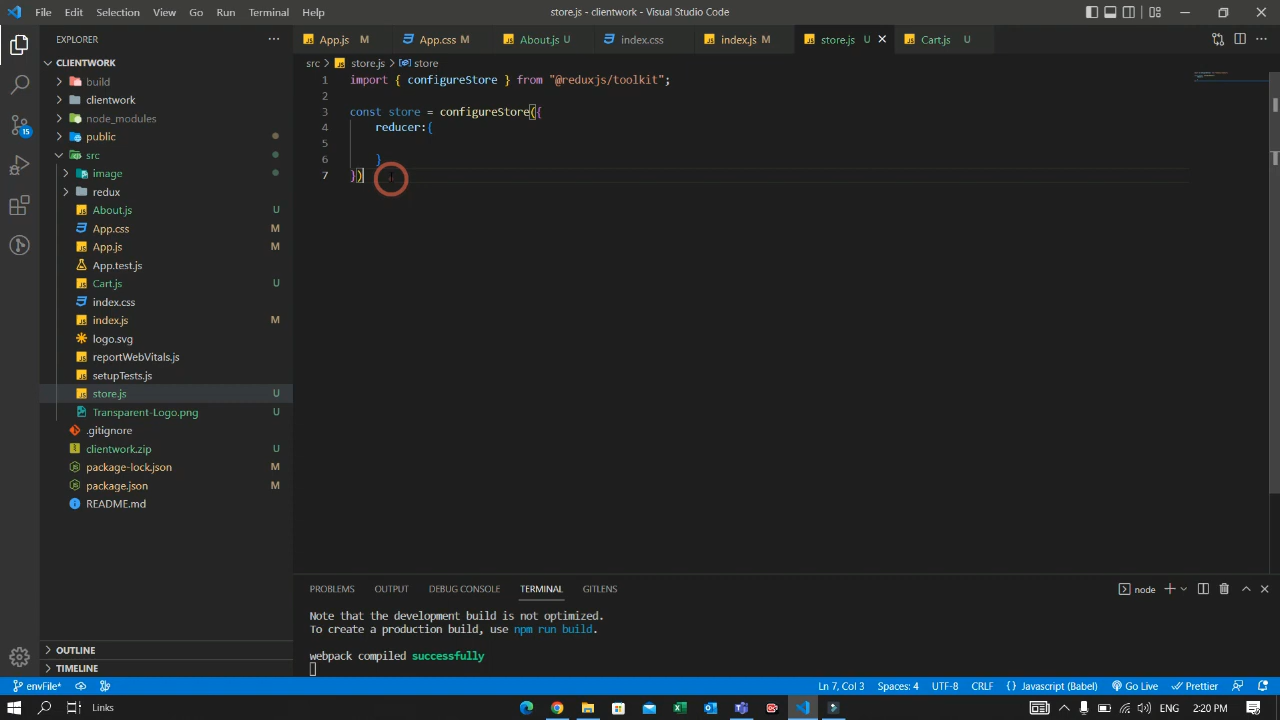 File Edit Selection View Go Run Terminal Help
store.js - clientwork - Visual Studio Code
EXPLORER
App.js M
App.css M
About.js U
index.css
index.js M
store.js U
Cart.js U
CLIENTWORK
src > store.js > store
build
clientwork
node_modules
public
src
image
redux
About.js U
App.css M
App.js M
App.test.js
Cart.js U
index.css
index.js M
logo.svg
reportWebVitals.js
setupTests.js
store.js U
Transparent-Logo.png U
.gitignore
clientwork.zip U
package-lock.json M
package.json M
README.md
OUTLINE
TIMELINE
15
1 import { configureStore } from "@reduxjs/toolkit";
2
3 const store = configureStore({
4 reducer:{
5
6 }
7 })
PROBLEMS OUTPUT DEBUG CONSOLE TERMINAL GITLENS
node
Note that the development build is not optimized.
To create a production build, use npm run build.
webpack compiled successfully
envFile*
Ln 7, Col 3 Spaces: 4 UTF-8 CRLF { } Javascript (Babel) Go Live Prettier
Links
ENG 2:20 PM